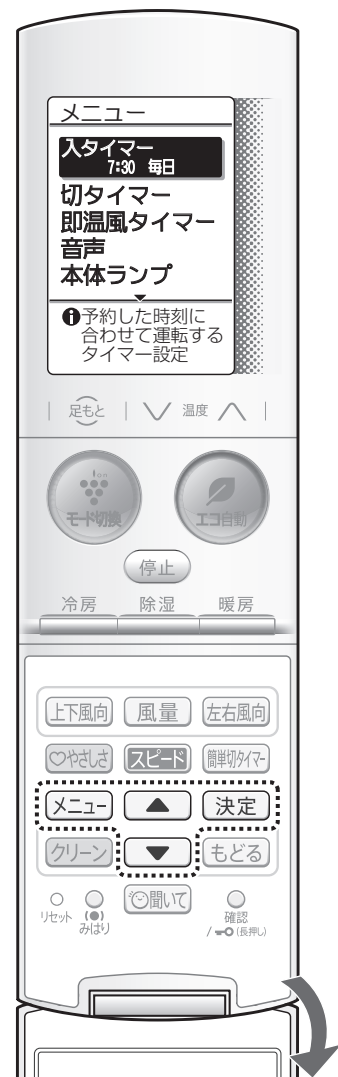 メニュー
入タイマー
7:30 毎日
切タイマー
即温風タイマー
音声
本体ランプ
❶予約した時刻に
合わせて運転する
タイマー設定
足もと 温度
ion
モード切換 エコ自動
停止
冷房 除湿 暖房
上下風向 風量 左右風向
♡やさしさ スピード 簡単切タイマー
メニュー ▲ 決定
クリーン ▼ もどる
リセット みはり 聞いて 確認
/ (長押し)